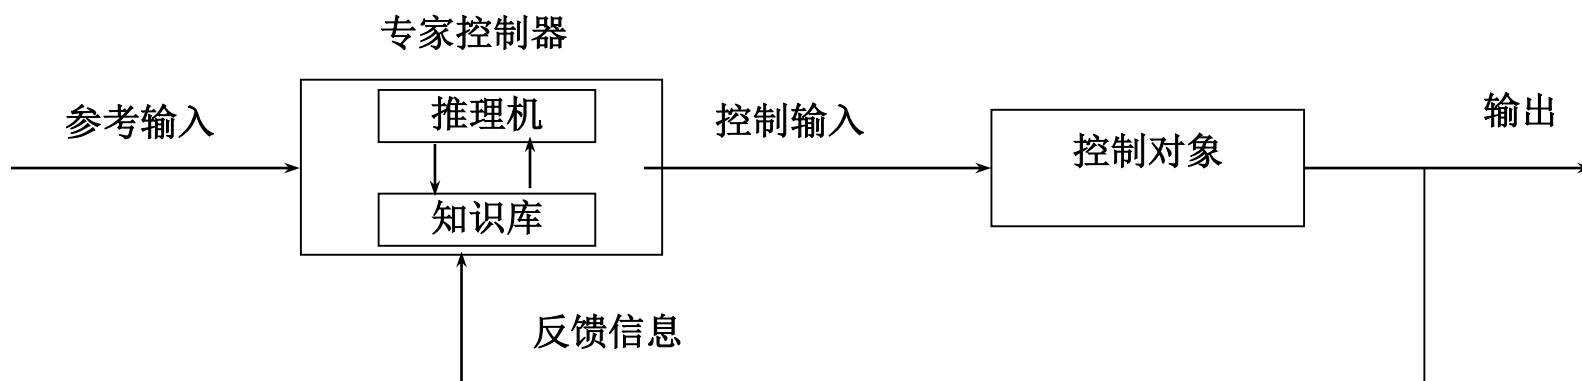 专家控制器
参考输入
推理机
知识库
控制输入
控制对象
输出
反馈信息